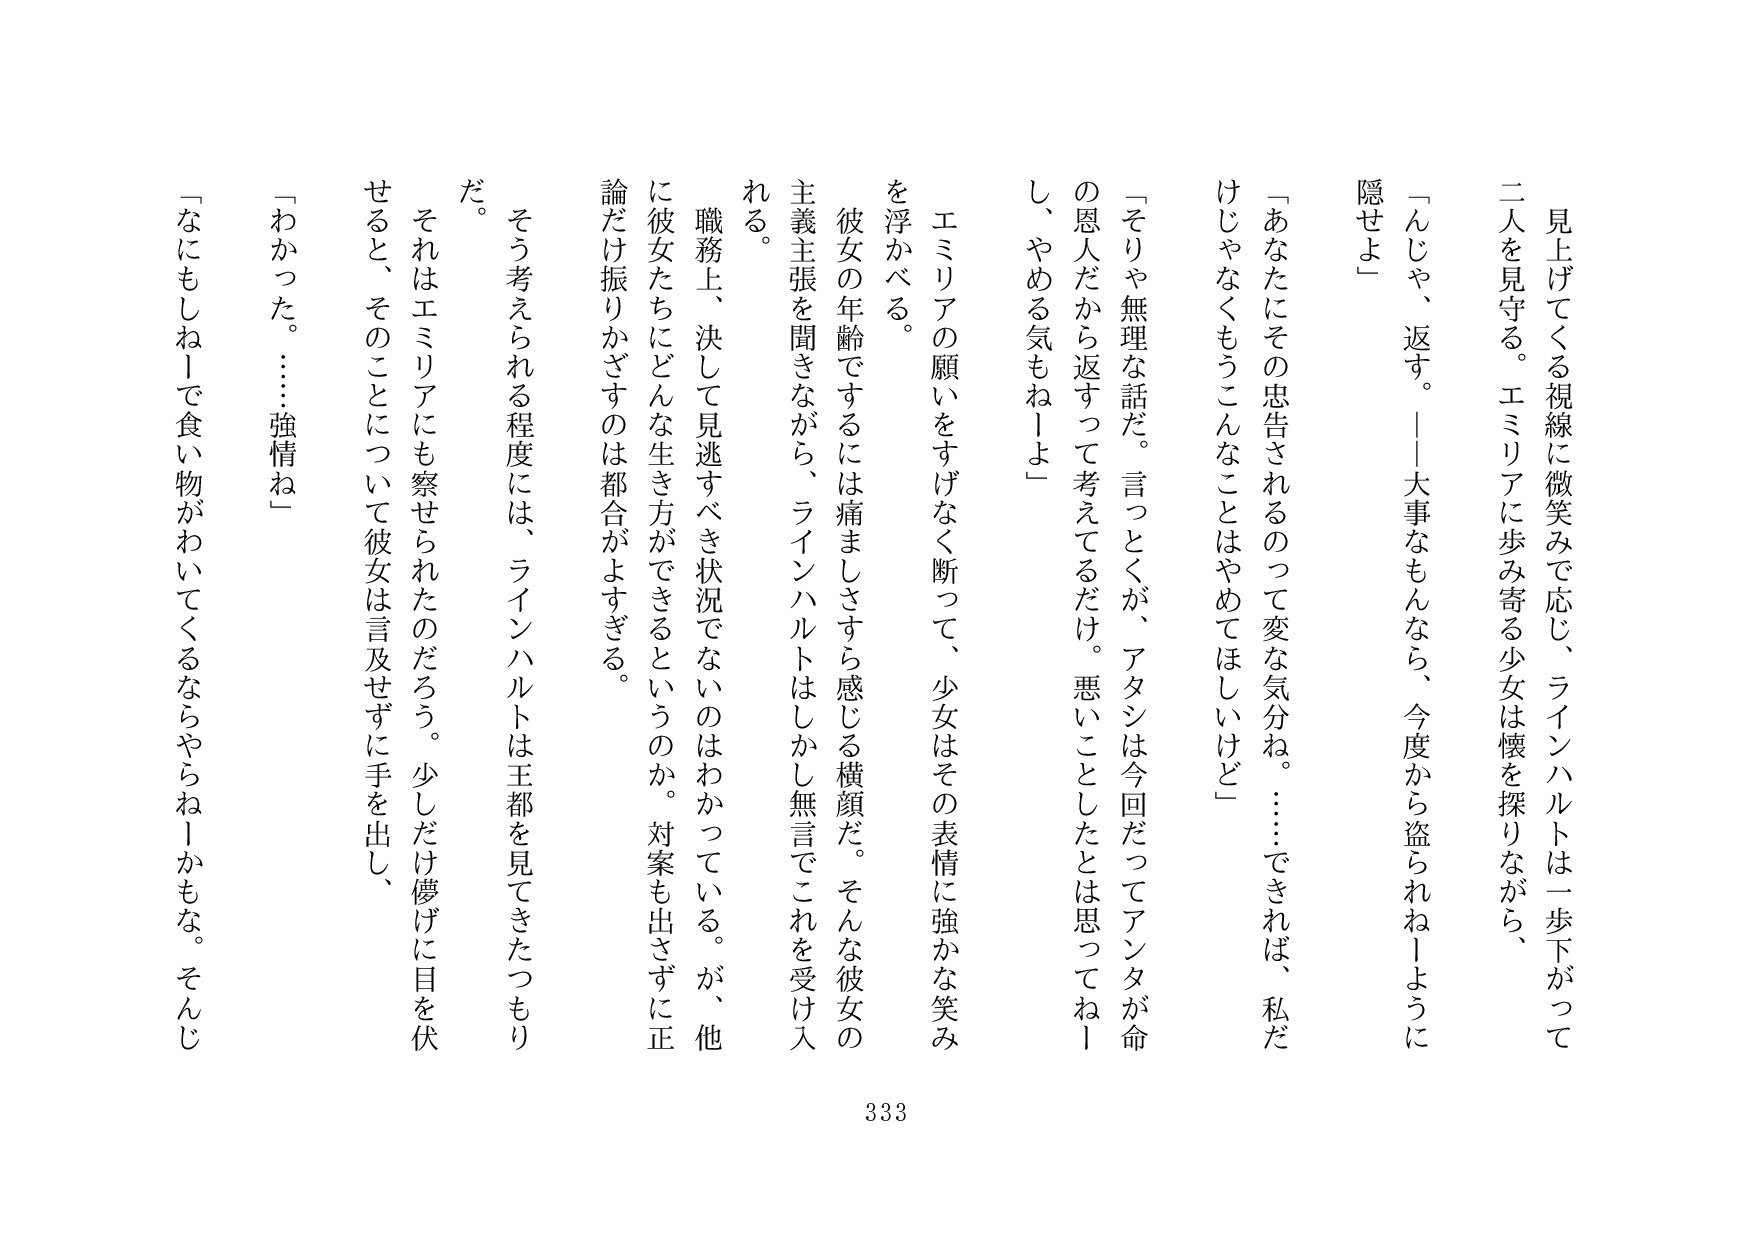 見上げてくる視線に微笑みで応じ、ラインハルトは一歩下がって
二人を見守る。エミリアに歩み寄る少女は懐を探りながら、
「んじゃ、返す。――大事なもんなら、今度から盗られねーように
隠せよ」
「あなたにその忠告されるのって変な気分ね。……できれば、私だ
けじゃなくもうこんなことはやめてほしいけど」
「そりゃ無理な話だ。言っとくが、アタシは今回だってアンタが命
の恩人だから返すって考えてるだけ。悪いことしたとは思ってねー
し、やめる気もねーよ」
　エミリアの願いをすげなく断って、少女はその表情に強かな笑み
を浮かべる。
　彼女の年齢でするには痛ましさすら感じる横顔だ。そんな彼女の
主義主張を聞きながら、ラインハルトはしかし無言でこれを受け入
れる。
　職務上、決して見逃すべき状況でないのはわかっている。が、他
に彼女たちにどんな生き方ができるというのか。対案も出さずに正
論だけ振りかざすのは都合がよすぎる。
　そう考えられる程度には、ラインハルトは王都を見てきたつもり
だ。
　それはエミリアにも察せられたのだろう。少しだけ儚げに目を伏
せると、そのことについて彼女は言及せずに手を出し、
「わかった。……強情ね」
「なにもしねーで食い物がわいてくるならやらねーかもな。そんじ
333